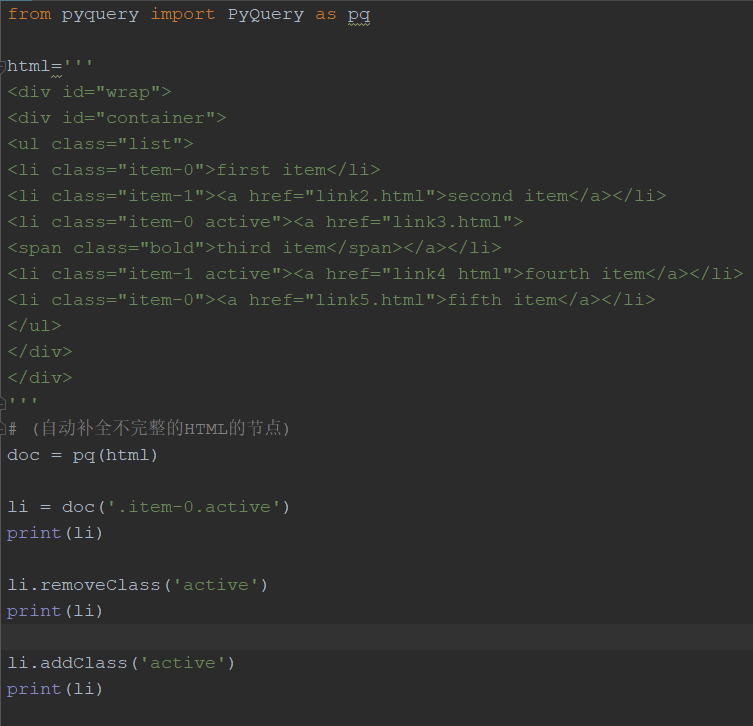 from pyquery import PyQuery as pq
html='''
<div id="wrap">
<div id="container">
<ul class="list">
<li class="item-0">first item</li>
<li class="item-1"><a href="link2.html">second item</a></li>
<li class="item-0 active"><a href="link3.html">
<span class="bold">third item</span></a></li>
<li class="item-1 active"><a href="link4 html">fourth item</a></li>
<li class="item-0"><a href="link5.html">fifth item</a></li>
</ul>
</div>
</div>
'''
# (自动补全不完整的HTML的节点)
doc = pq(html)
li = doc('.item-0.active')
print(li)
li.removeClass('active')
print(li)
li.addClass('active')
print(li)